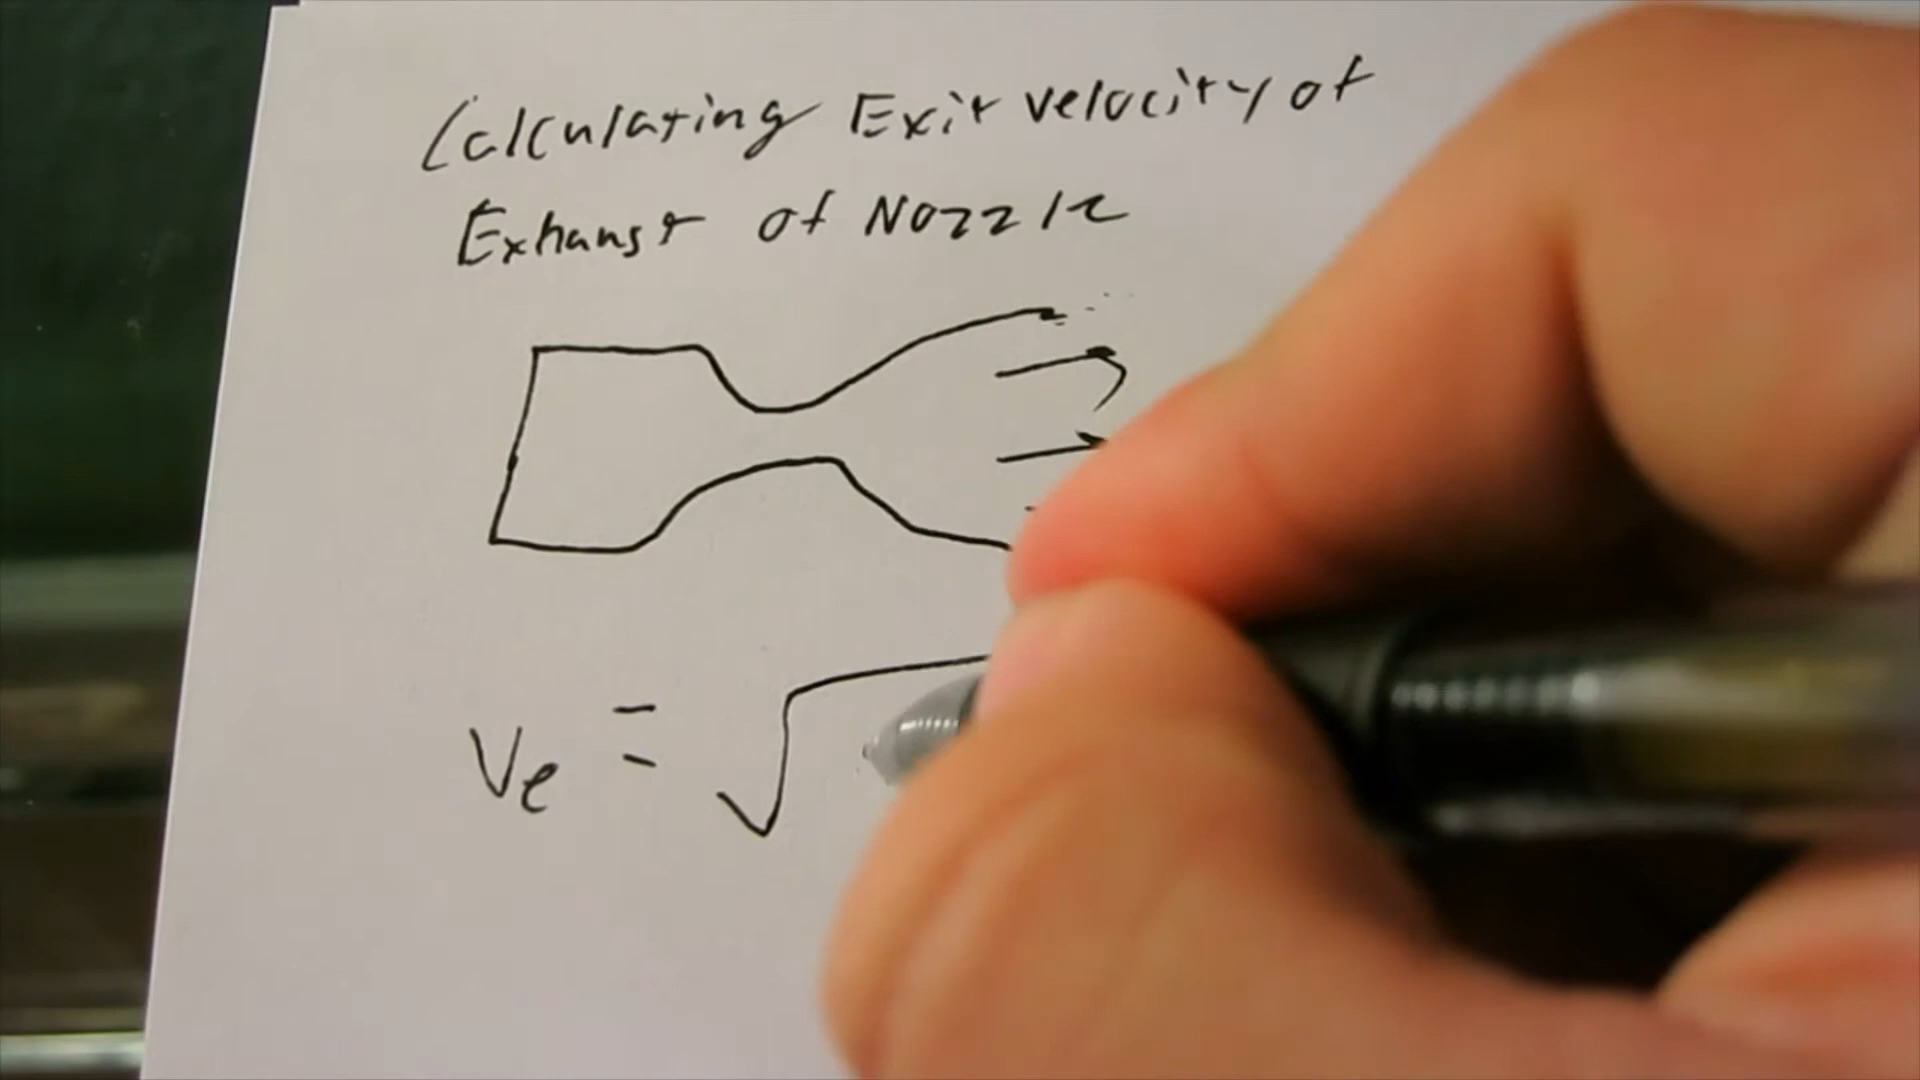 Calculating Exit velocity of
Exhaust of Nozzle
Ve = √